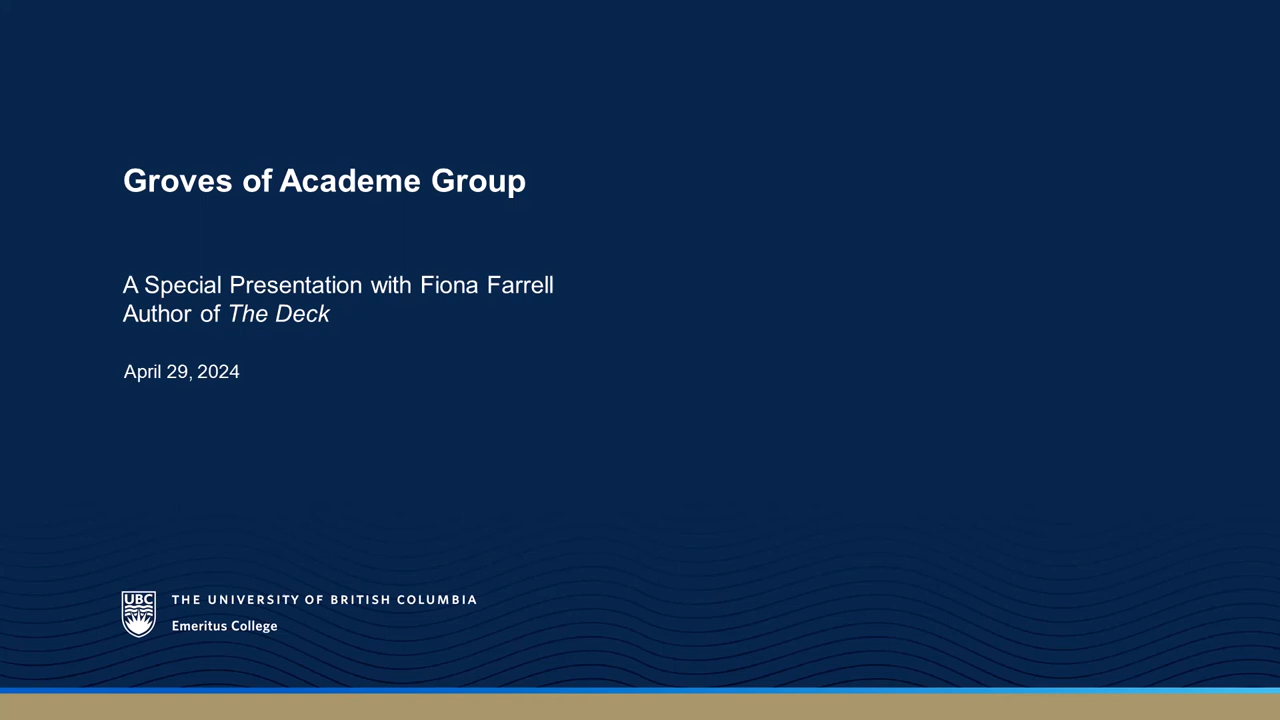 Groves of Academe Group
A Special Presentation with Fiona Farrell
Author of The Deck
April 29, 2024
UBC
THE UNIVERSITY OF BRITISH COLUMBIA
Emeritus College